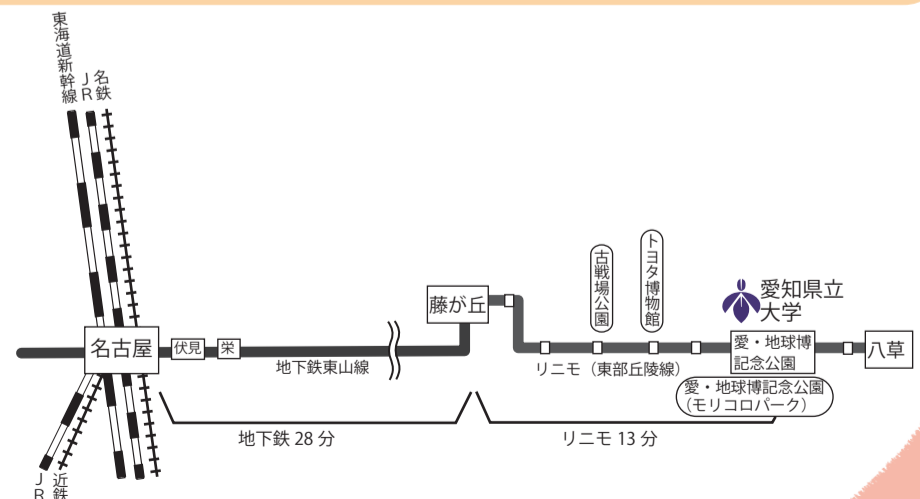 東海道新幹線
JR
名鉄
名古屋
伏見
栄
地下鉄東山線
藤が丘
古戦場公園
トヨタ博物館
愛知県立
大学
リニモ(東部丘陵線)
愛・地球博
記念公園
八草
愛・地球博記念公園
(モリコロパーク)
地下鉄 28 分
リニモ 13 分
JR
近鉄